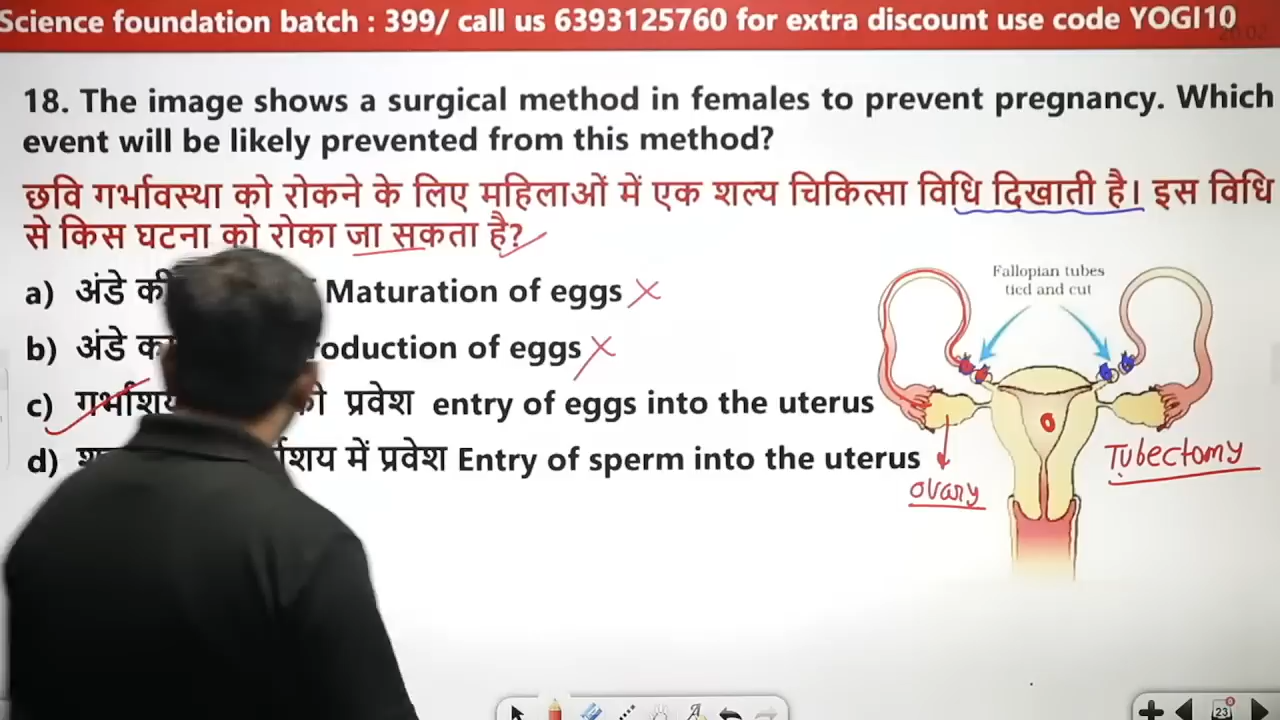 Science foundation batch : 399/ call us 6393125760 for extra discount use code YOGI10
18. The image shows a surgical method in females to prevent pregnancy. Which
event will be likely prevented from this method?
छवि गर्भावस्था को रोकने के लिए महिलाओं में एक शल्य चिकित्सा विधि दिखाती है। इस विधि
से किस घटना को रोका जा सकता है?
Fallopian tubes
tied and cut
a) अंडे की Maturation of eggs
b) अंडे roduction of eggs
c) प्रवेश entry of eggs into the uterus
d) में प्रवेश Entry of sperm into the uterus
Tubectomy
ovary
23